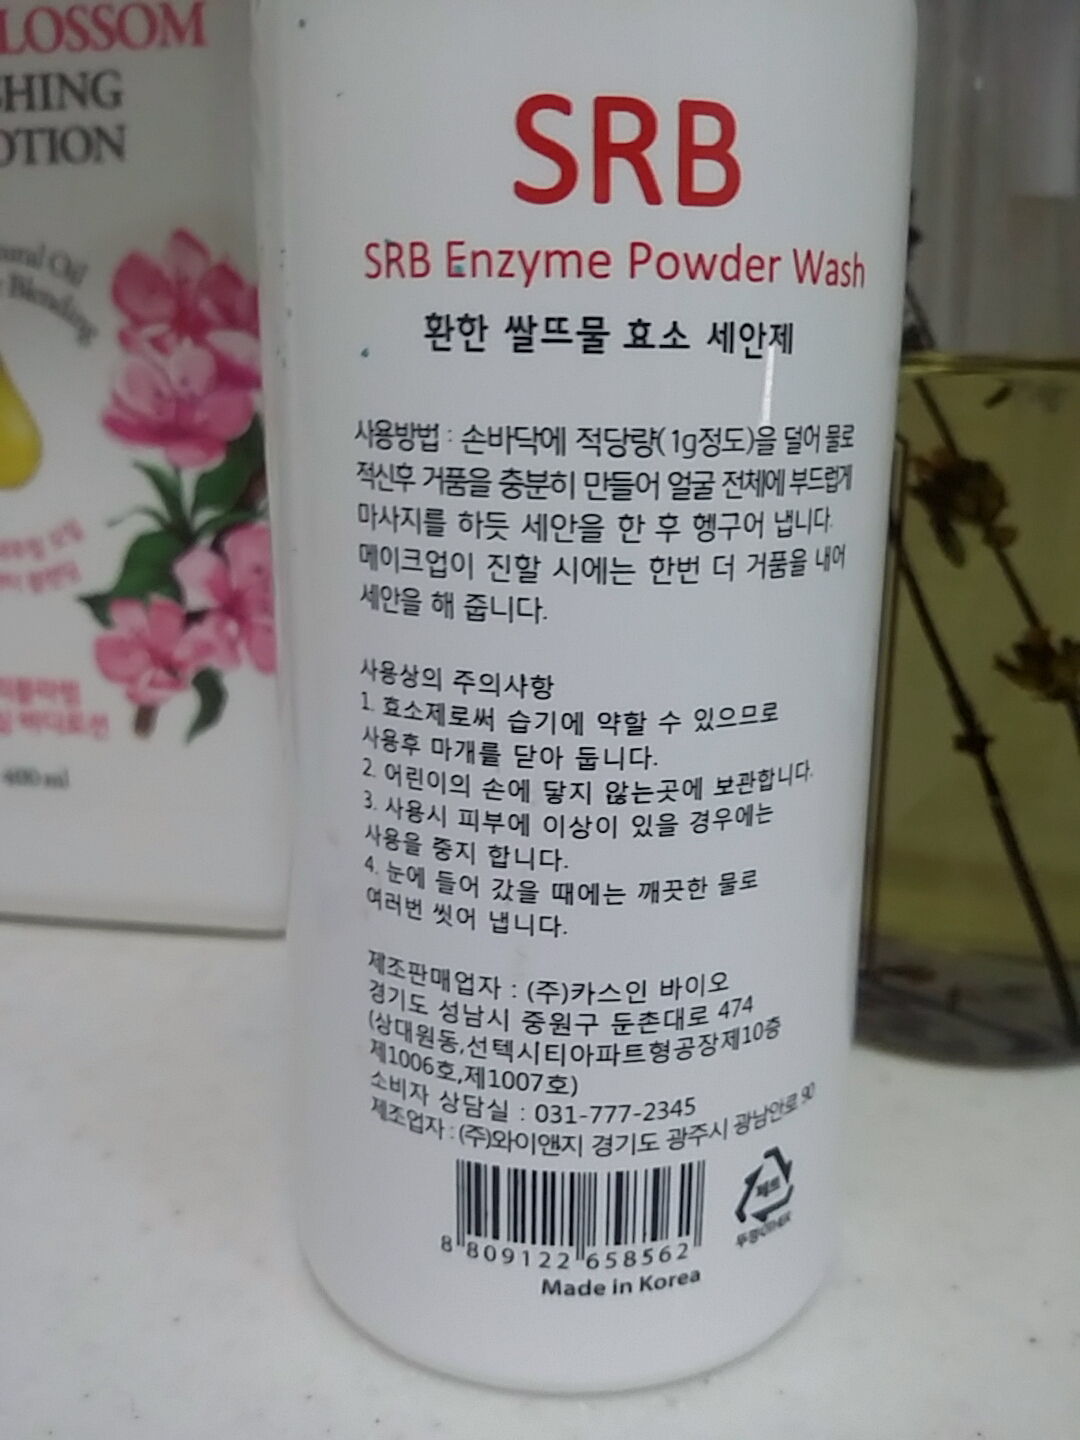 LOSSOM
SHING
OTION
ural Oil
Blending
400ml
SRB
SRB Enzyme Powder Wash
환한 쌀뜨물 효소 세안제
사용방법 : 손바닥에 적당량(1g정도)을 덜어 물로
적신후 거품을 충분히 만들어 얼굴 전체에 부드럽게
마사지를 하듯 세안을 한 후 헹구어 냅니다.
메이크업이 진할 시에는 한번 더 거품을 내어
세안을 해 줍니다.
사용상의 주의사항
1. 효소제로써 습기에 약할 수 있으므로
사용후 마개를 닫아 둡니다.
2. 어린이의 손에 닿지 않는곳에 보관합니다.
3. 사용시 피부에 이상이 있을 경우에는
사용을 중지 합니다.
4. 눈에 들어 갔을 때에는 깨끗한 물로
여러번 씻어 냅니다.
제조판매업자 : (주)카스인 바이오
경기도 성남시 중원구 둔촌대로 474
(상대원동,선텍시티아파트형공장제10층
제1006호,제1007호)
소비자 상담실 : 031-777-2345
제조업자 : (주)와이앤지 경기도 광주시 광남안로 90
페트
8 809122 658562
Made in Korea